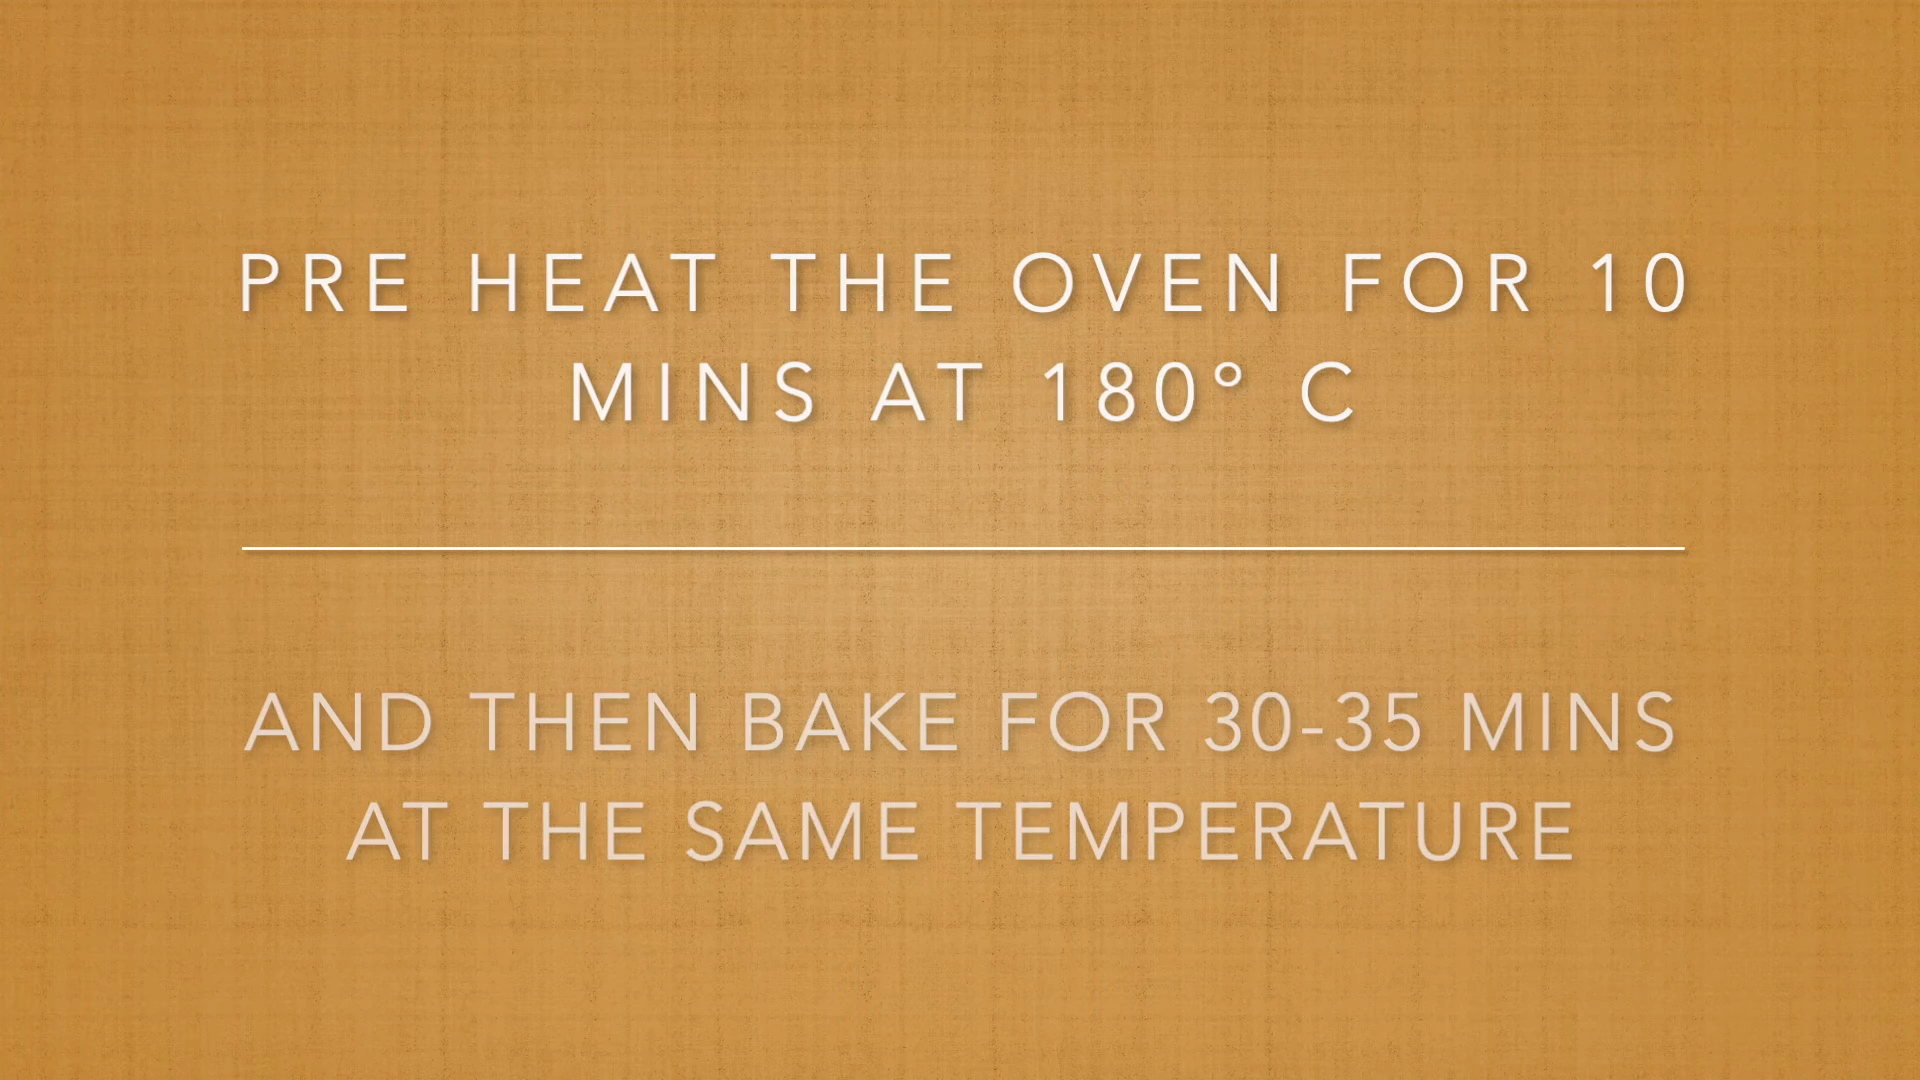 PRE HEAT THE OVEN FOR 10
MINS AT 180° C
AND THEN BAKE FOR 30-35 MINS
AT THE SAME TEMPERATURE